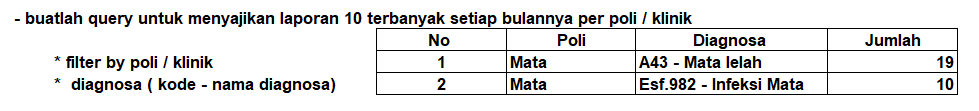 - buatlah query untuk menyajikan laporan 10 terbanyak setiap bulannya per poli / klinik
No Poli Diagnosa Jumlah
* filter by poli / klinik 1 Mata A43 - Mata lelah 19
* diagnosa ( kode - nama diagnosa) 2 Mata Esf.982 - Infeksi Mata 10